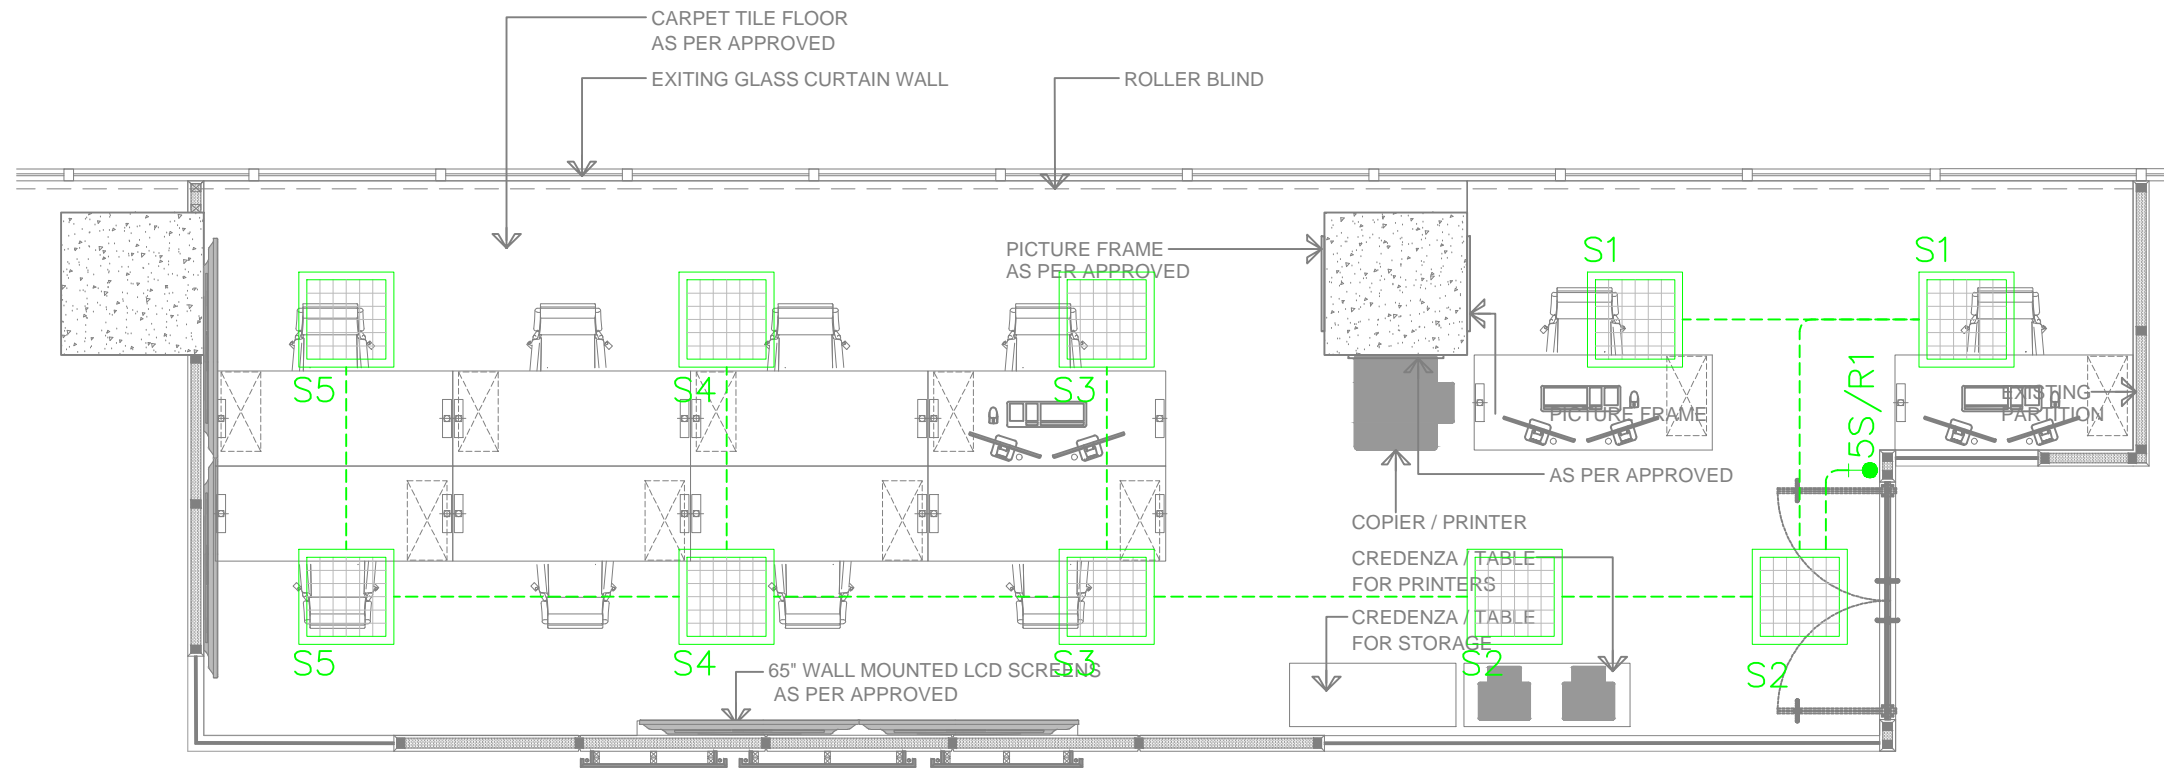 CARPET TILE FLOOR
AS PER APPROVED
EXITING GLASS CURTAIN WALL
ROLLER BLIND
PICTURE FRAME
AS PER APPROVED
S1
S1
S5
S4
S3
5S/R1
EXISTING
PARTITION
PICTURE FRAME
AS PER APPROVED
COPIER / PRINTER
CREDENZA / TABLE
FOR PRINTERS
CREDENZA / TABLE
FOR STORAGE
S5
S4
S3
S2
S2
65" WALL MOUNTED LCD SCREENS
AS PER APPROVED